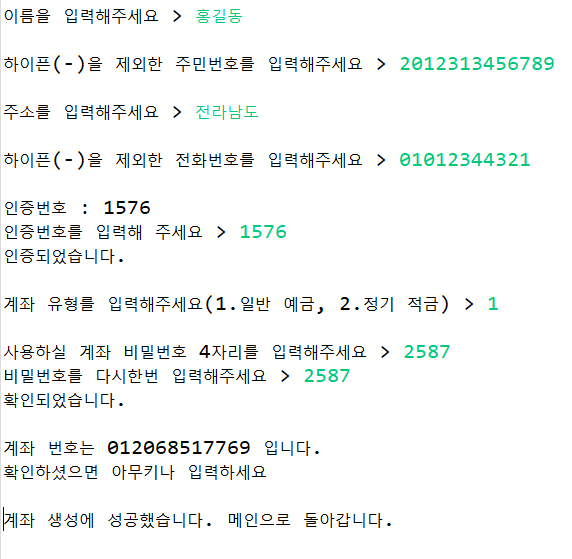 이름을 입력해주세요 > 홍길동
하이픈(-)을 제외한 주민번호를 입력해주세요 > 2012313456789
주소를 입력해주세요 > 전라남도
하이픈(-)을 제외한 전화번호를 입력해주세요 > 01012344321
인증번호 : 1576
인증번호를 입력해 주세요 > 1576
인증되었습니다.
계좌 유형를 입력해주세요(1.일반 예금, 2.정기 적금) > 1
사용하실 계좌 비밀번호 4자리를 입력해주세요 > 2587
비밀번호를 다시한번 입력해주세요 > 2587
확인되었습니다.
계좌 번호는 012068517769 입니다.
확인하셨으면 아무키나 입력하세요
계좌 생성에 성공했습니다. 메인으로 돌아갑니다.